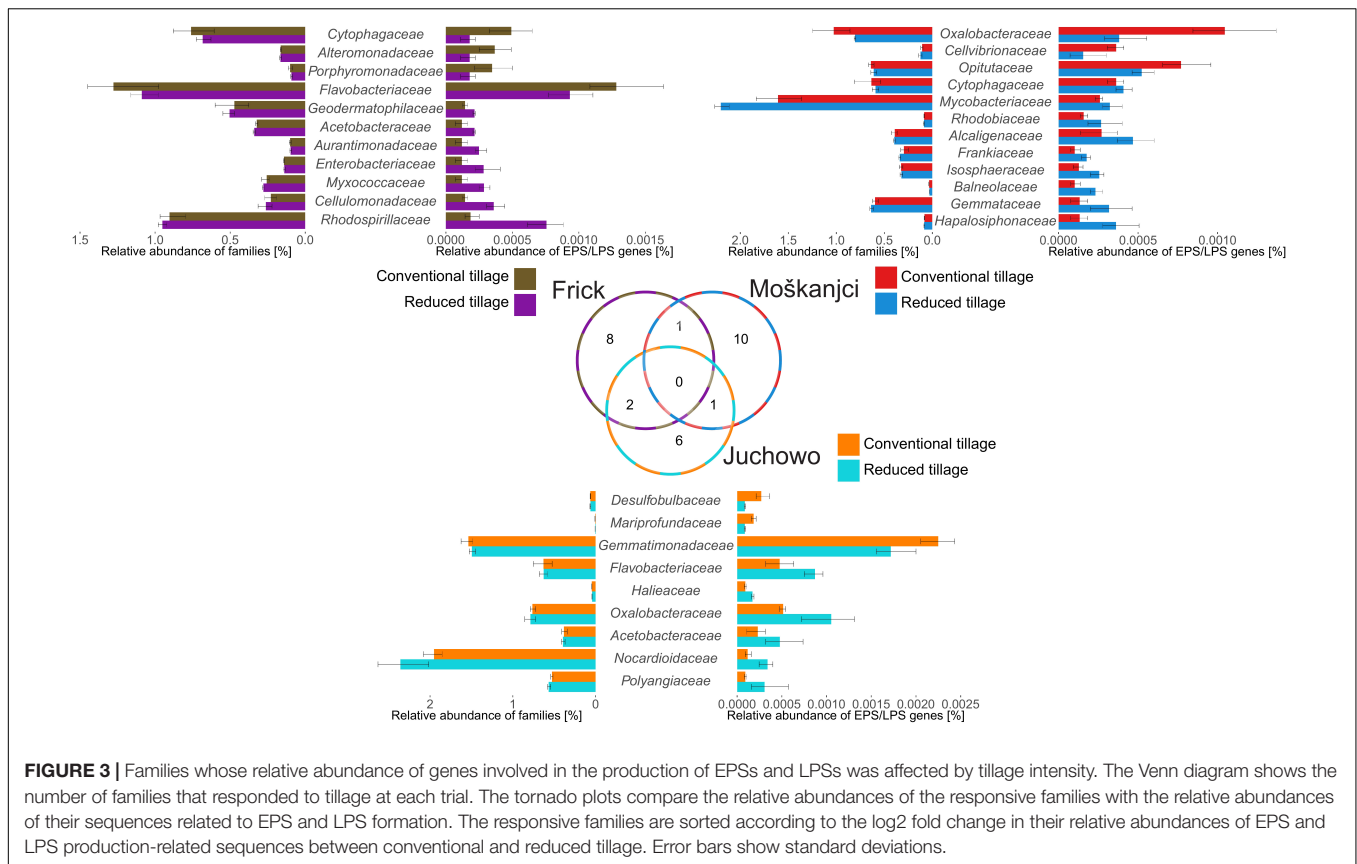 Cytophagaceae
Alteromonadaceae
Porphyromonadaceae
Flavobacteriaceae
Geodermatophilaceae
Acetobacteraceae
Aurantimonadaceae
Enterobacteriaceae
Myxococcaceae
Cellulomonadaceae
Rhodospirillaceae
1.5 1.0 0.5 0.0 0.0000 0.0005 0.0010 0.0015
Relative abundance of families [%] Relative abundance of EPS/LPS genes [%]
Oxalobacteraceae
Cellvibrionaceae
Opitutaceae
Cytophagaceae
Mycobacteriaceae
Rhodobiaceae
Alcaligenaceae
Frankiaceae
Isosphaeraceae
Balneolaceae
Gemmataceae
Hapalosiphonaceae
2.0 1.5 1.0 0.5 0.0 0.0000 0.0005 0.0010
Relative abundance of families [%] Relative abundance of EPS/LPS genes [%]
Conventional tillage
Reduced tillage
Frick
Moškanjci
Conventional tillage
Reduced tillage
8
1
10
0
2
1
6
Juchowo
Conventional tillage
Reduced tillage
Desulfobulbaceae
Mariprofundaceae
Gemmatimonadaceae
Flavobacteriaceae
Halieaceae
Oxalobacteraceae
Acetobacteraceae
Nocardioidaceae
Polyangiaceae
2 1 0 0.0000 0.0005 0.0010 0.0015 0.0020 0.0025
Relative abundance of families [%] Relative abundance of EPS/LPS genes [%]
FIGURE 3 | Families whose relative abundance of genes involved in the production of EPSs and LPSs was affected by tillage intensity. The Venn diagram shows the
number of families that responded to tillage at each trial. The tornado plots compare the relative abundances of the responsive families with the relative abundances
of their sequences related to EPS and LPS formation. The responsive families are sorted according to the log2 fold change in their relative abundances of EPS and
LPS production-related sequences between conventional and reduced tillage. Error bars show standard deviations.